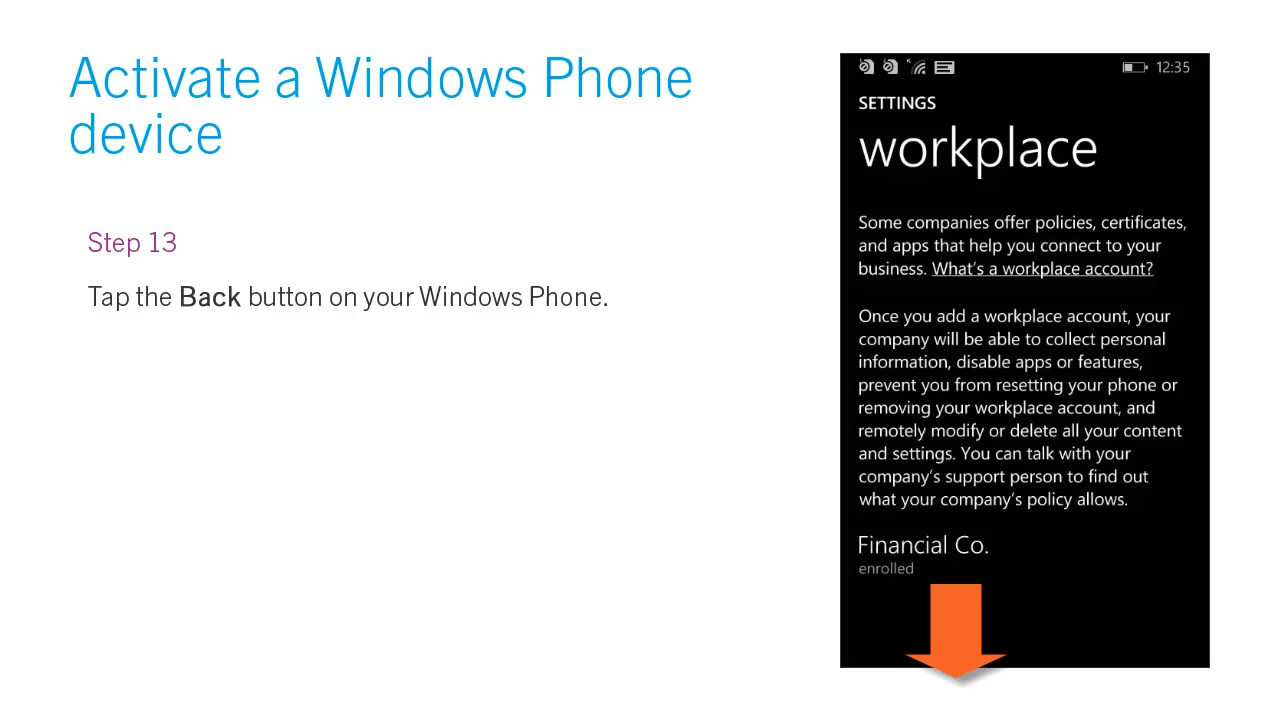 Activate a Windows Phone
device
Step 13
Tap the Back button on your Windows Phone.
12:35
SETTINGS
workplace
Some companies offer policies, certificates,
and apps that help you connect to your
business. What's a workplace account?
Once you add a workplace account, your
company will be able to collect personal
information, disable apps or features,
prevent you from resetting your phone or
removing your workplace account, and
remotely modify or delete all your content
and settings. You can talk with your
company's support person to find out
what your company's policy allows.
Financial Co.
enrolled